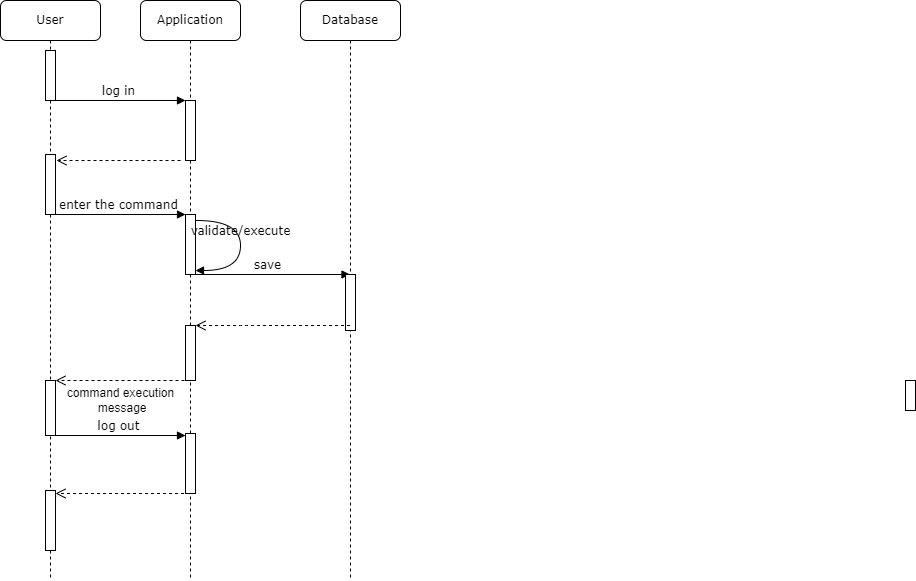 User
Application
Database
log in
enter the command
validate/execute
save
command execution
message
log out